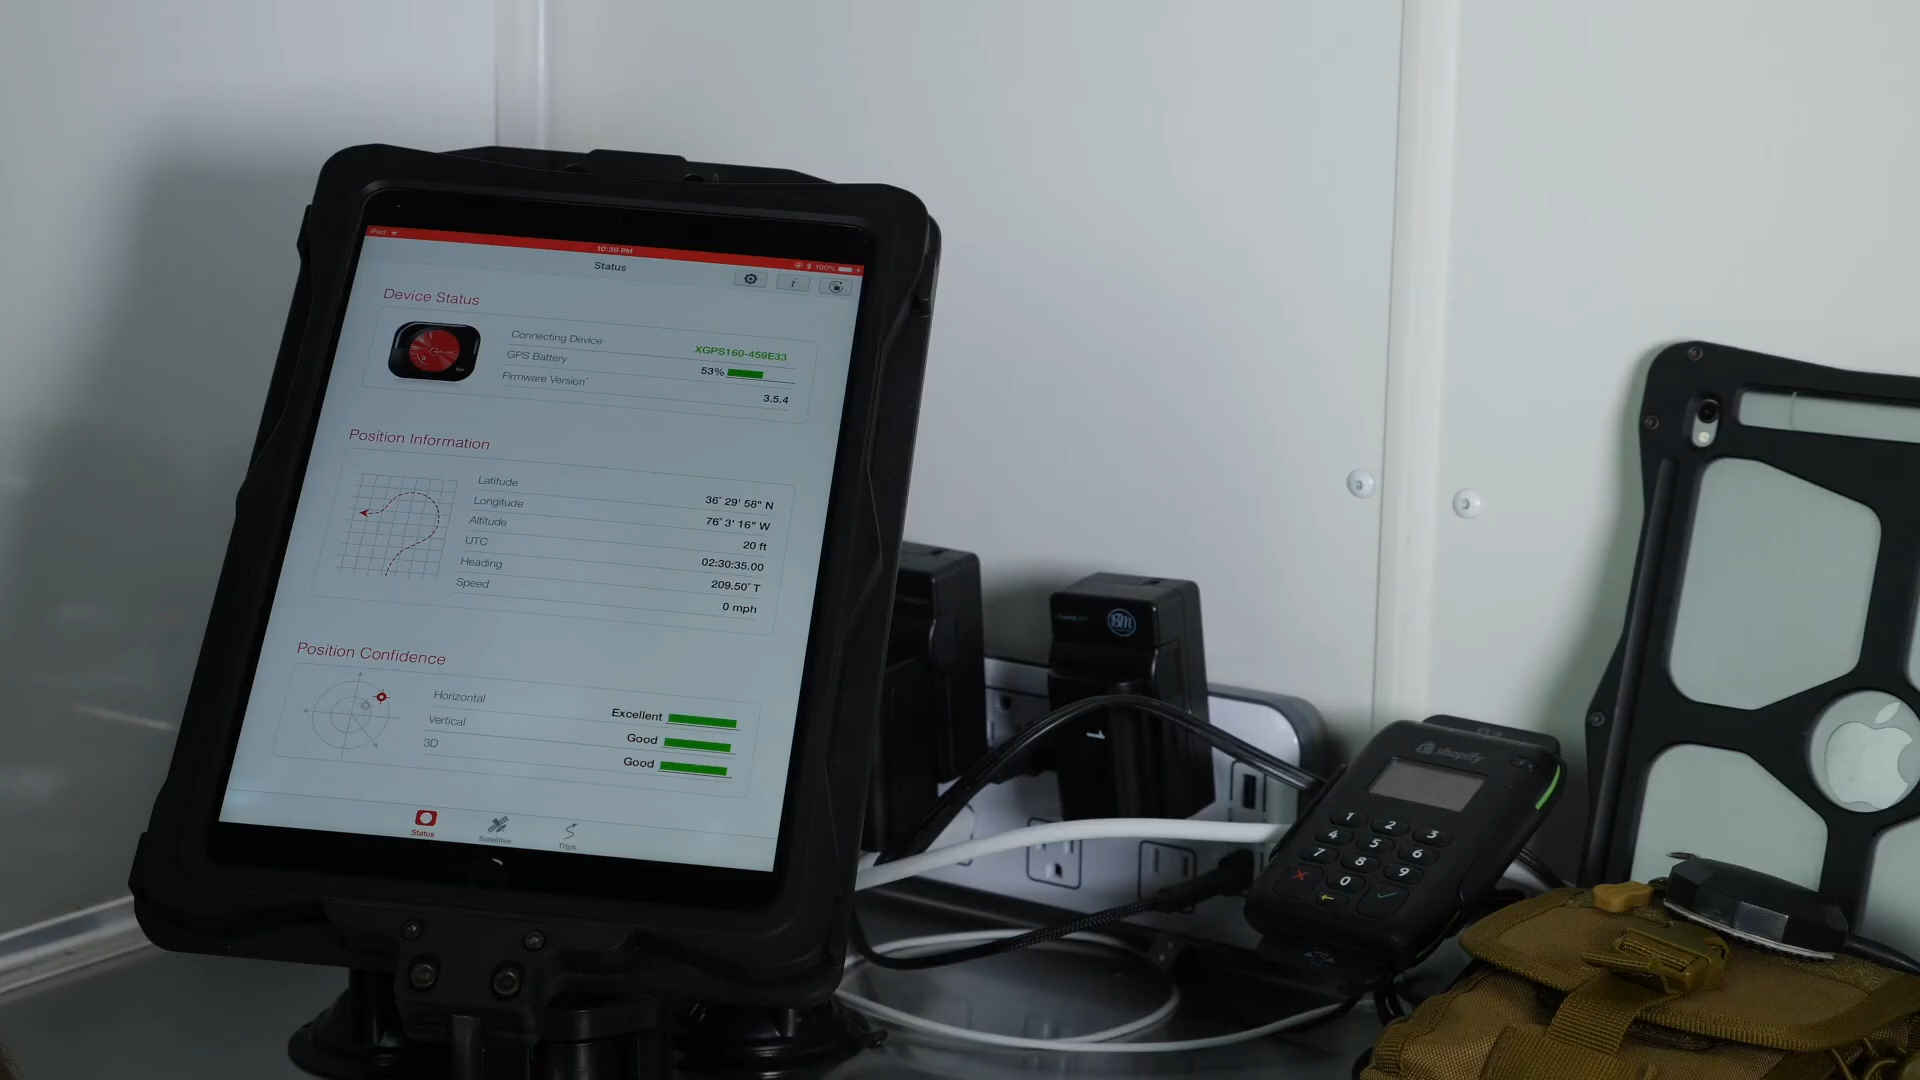 iPad
10:30 PM
100%
Status
Device Status
Connecting Device XGPS160-459E33
GPS Battery 53%
Firmware Version 3.5.4
Position Information
Latitude 36° 29' 58" N
Longitude 76° 3' 16" W
Altitude 20 ft
UTC 02:30:35.00
Heading 209.50° T
Speed 0 mph
Position Confidence
Horizontal Excellent
Vertical Good
3D Good
Status Satellites Trips
BM
1
shopify
1 2 3
4 5 6
7 8 9
0